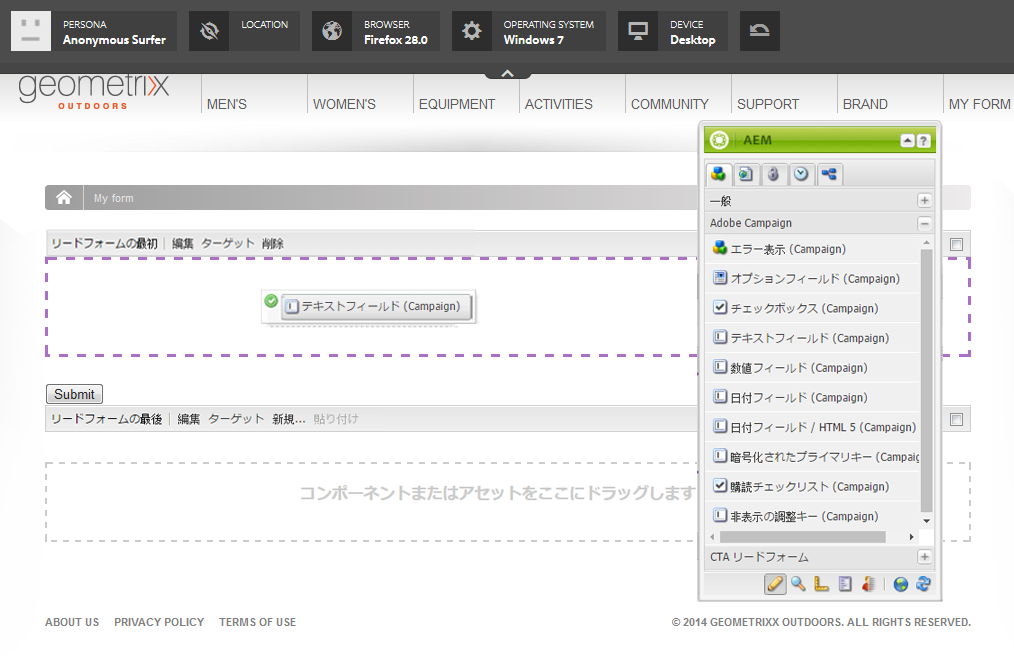 PERSONA
Anonymous Surfer
LOCATION
BROWSER
Firefox 28.0
OPERATING SYSTEM
Windows 7
DEVICE
Desktop
geometrixx
OUTDOORS
MEN'S
WOMEN'S
EQUIPMENT
ACTIVITIES
COMMUNITY
SUPPORT
BRAND
MY FORM
My form
リードフォームの最初 | 編集 ターゲット 削除
テキストフィールド (Campaign)
Submit
リードフォームの最後 | 編集 ターゲット 新規... 貼り付け
コンポーネントまたはアセットをここにドラッグします
AEM
?
一般
Adobe Campaign
エラー表示 (Campaign)
オプションフィールド (Campaign)
チェックボックス (Campaign)
テキストフィールド (Campaign)
数値フィールド (Campaign)
日付フィールド (Campaign)
日付フィールド / HTML 5 (Campaign)
暗号化されたプライマリキー (Campaig
購読チェックリスト (Campaign)
非表示の調整キー (Campaign)
CTA リードフォーム
ABOUT US PRIVACY POLICY TERMS OF USE
© 2014 GEOMETRIXX OUTDOORS. ALL RIGHTS RESERVED.